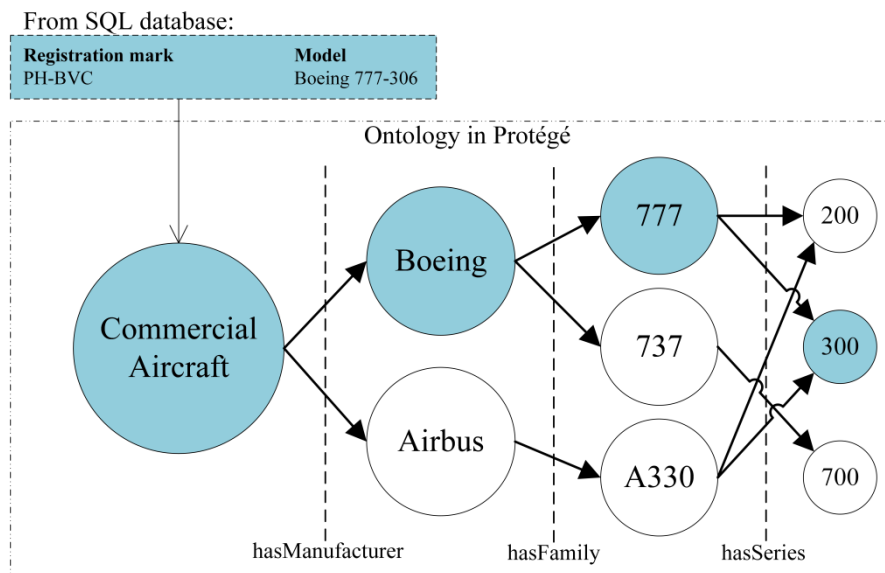 From SQL database:
Registration mark Model
PH-BVC Boeing 777-306
Ontology in Protégé
777
200
Boeing
Commercial
Aircraft
737
300
Airbus
A330
700
hasManufacturer hasFamily hasSeries